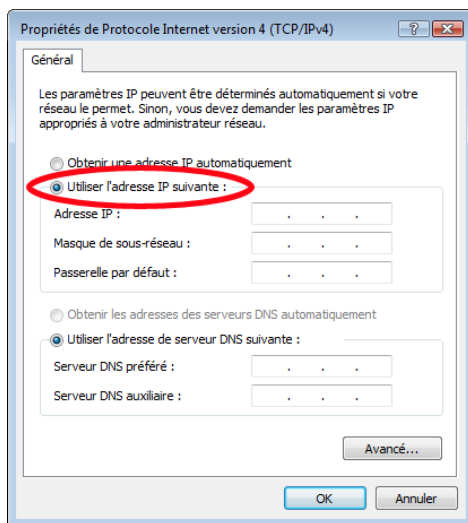 Propriétés de Protocole Internet version 4 (TCP/IPv4)
Général
Les paramètres IP peuvent être déterminés automatiquement si votre
réseau le permet. Sinon, vous devez demander les paramètres IP
appropriés à votre administrateur réseau.
Obtenir une adresse IP automatiquement
Utiliser l'adresse IP suivante :
Adresse IP :
Masque de sous-réseau :
Passerelle par défaut :
Obtenir les adresses des serveurs DNS automatiquement
Utiliser l'adresse de serveur DNS suivante :
Serveur DNS préféré :
Serveur DNS auxiliaire :
Avancé...
OK Annuler